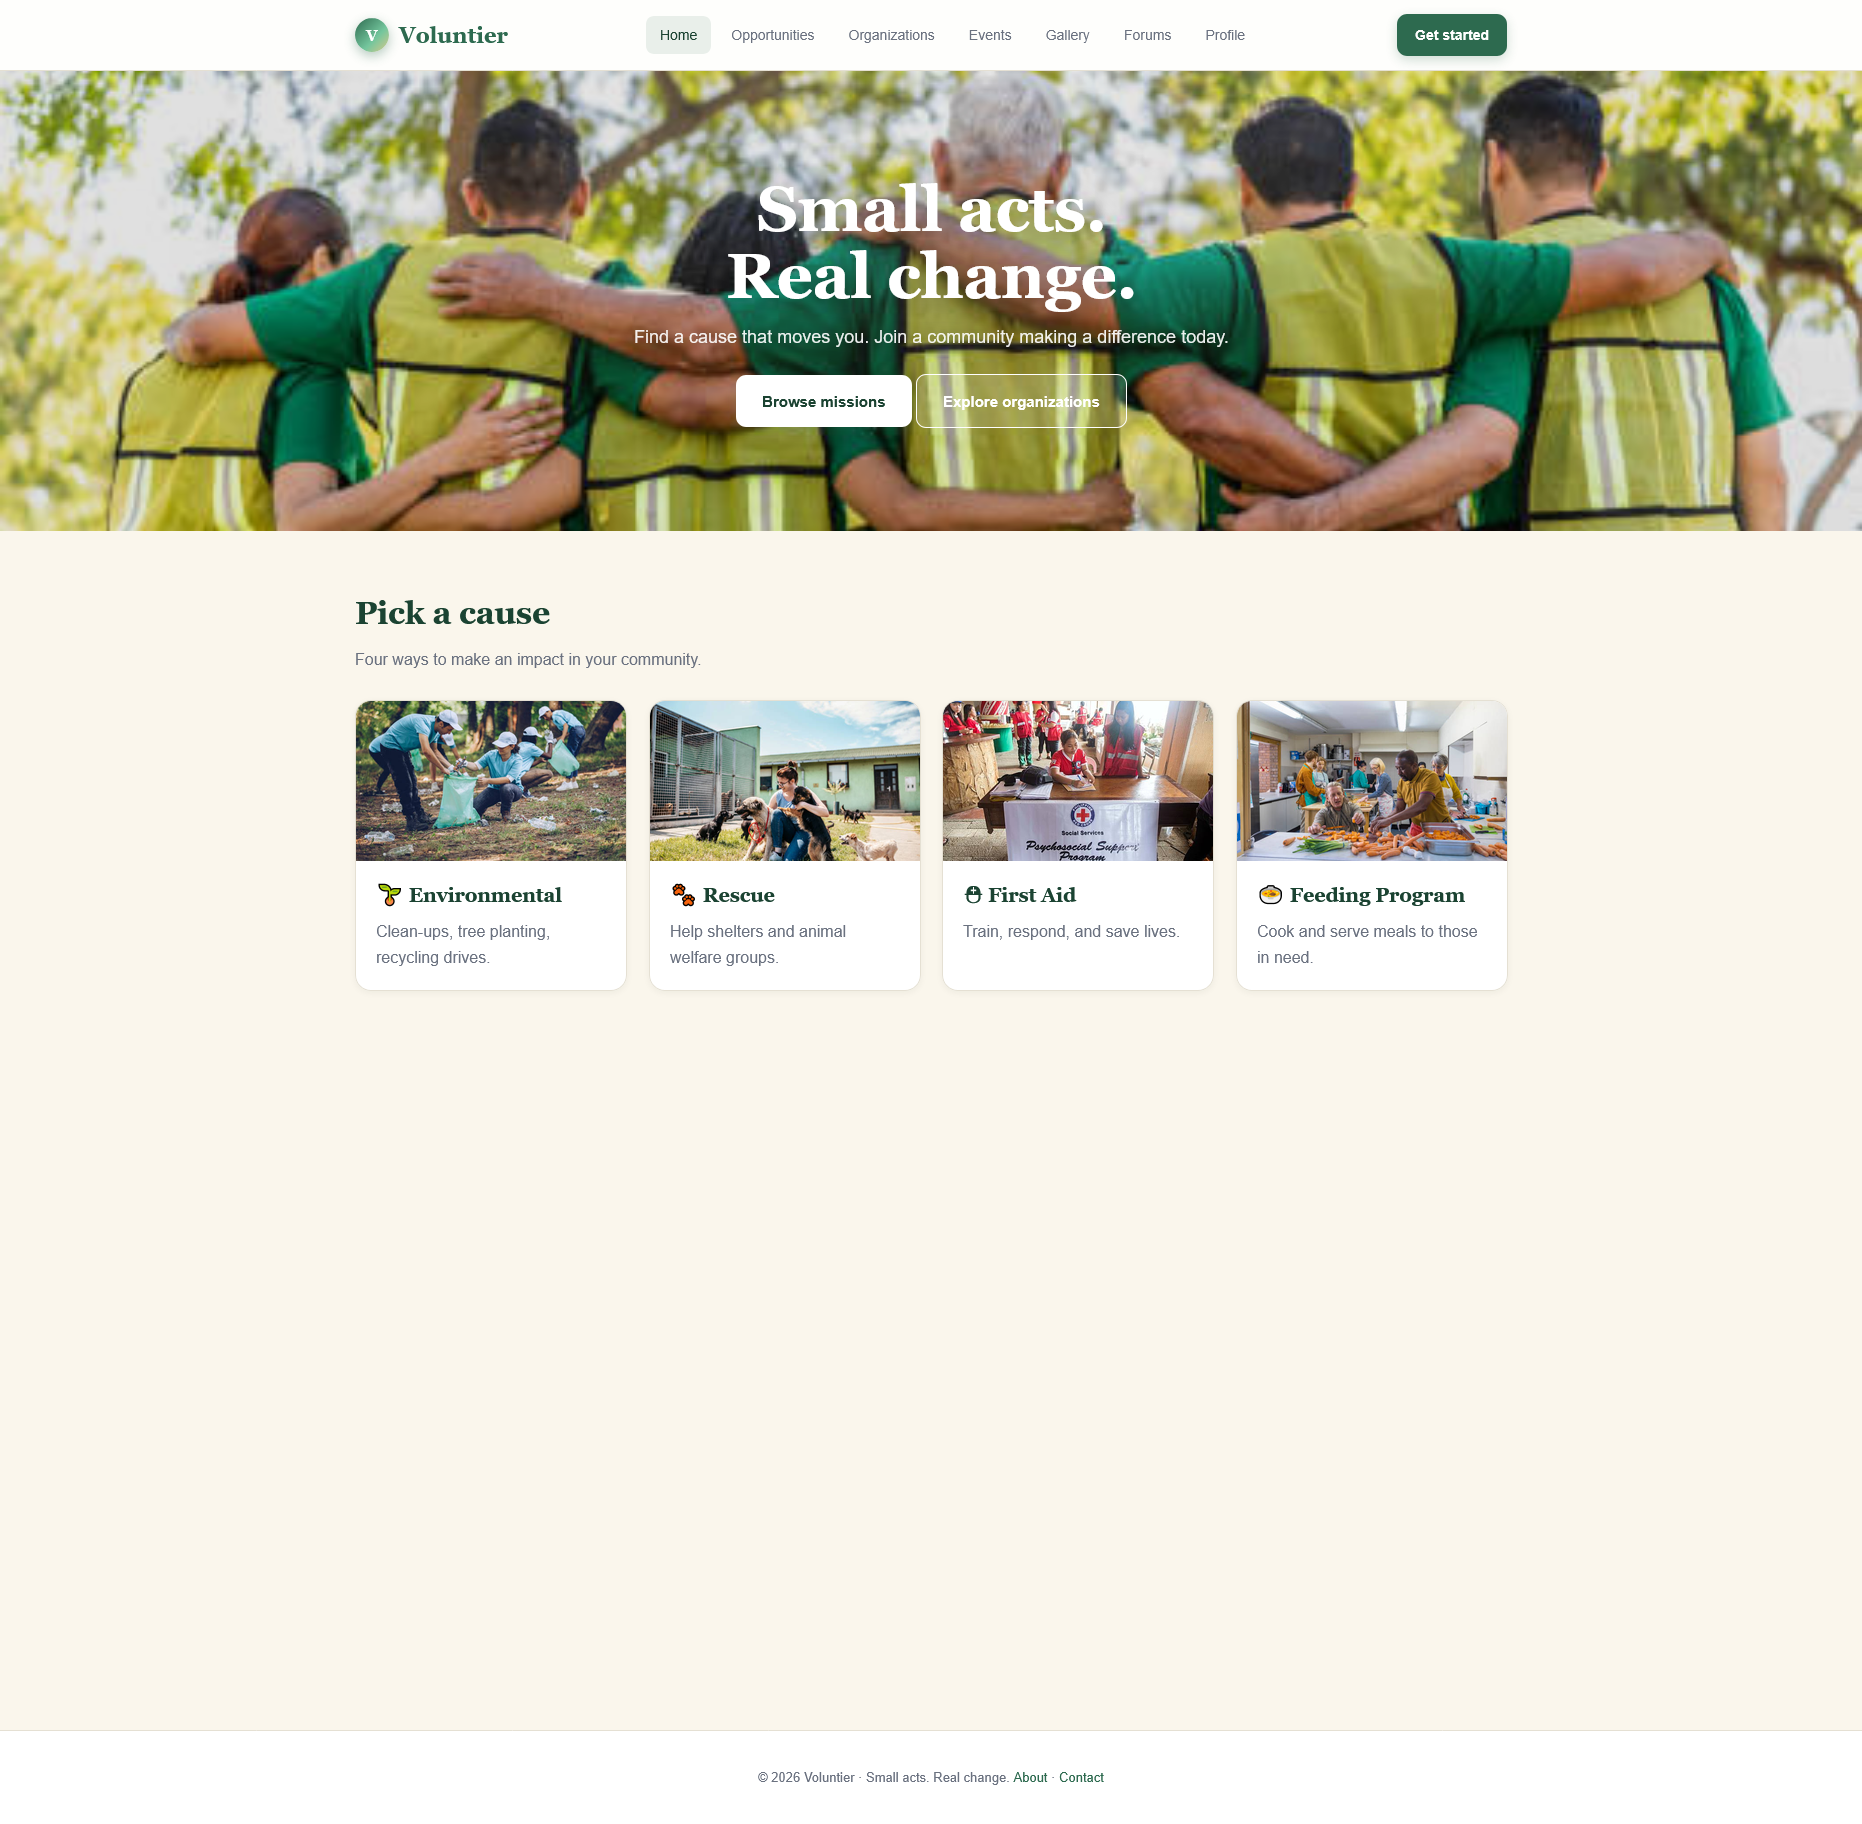 V Voluntier
Home Opportunities Organizations Events Gallery Forums Profile
Get started
Small acts.
Real change.
Find a cause that moves you. Join a community making a difference today.
Browse missions
Explore organizations
Pick a cause
Four ways to make an impact in your community.
Social Services
Psychosocial Support
Program
Environmental
Clean-ups, tree planting,
recycling drives.
Rescue
Help shelters and animal
welfare groups.
First Aid
Train, respond, and save lives.
Feeding Program
Cook and serve meals to those
in need.
© 2026 Voluntier · Small acts. Real change. About · Contact